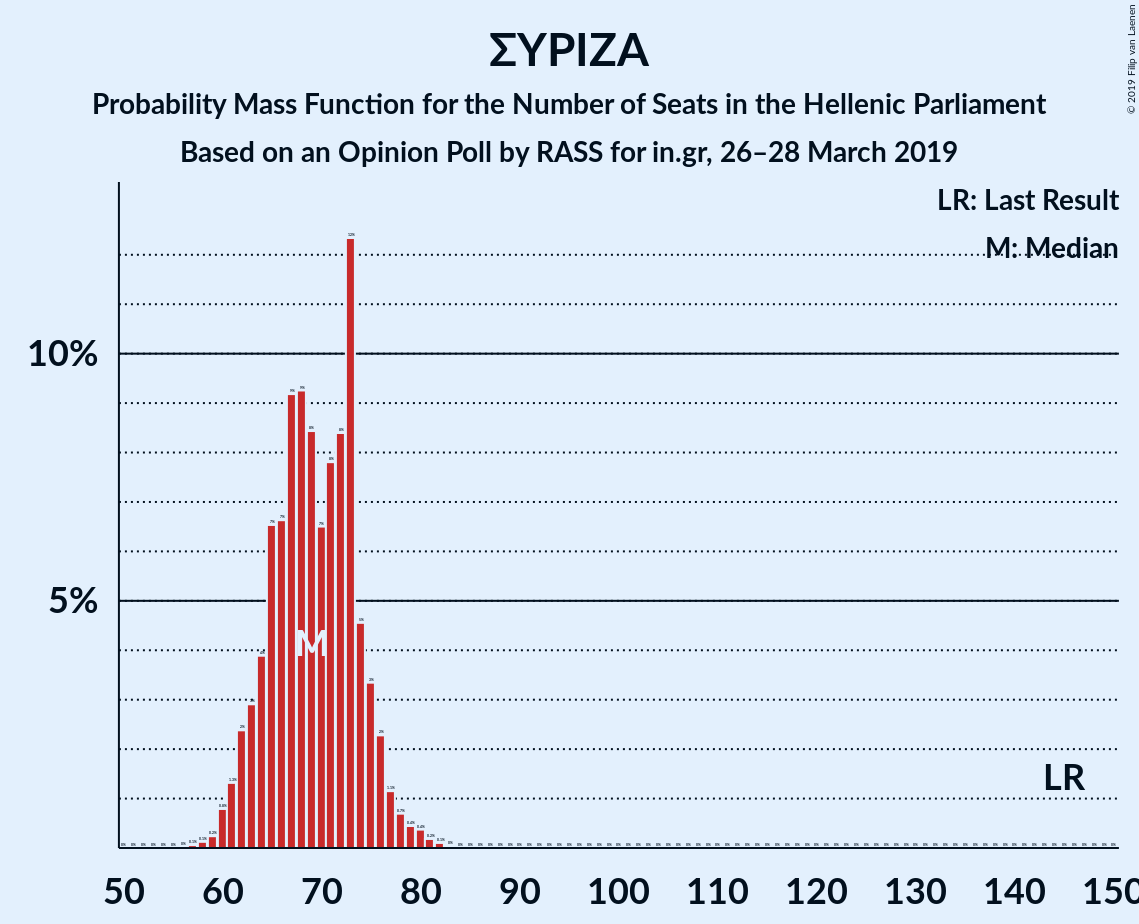 ΣΥΡΙΖΑ
Probability Mass Function for the Number of Seats in the Hellenic Parliament
Based on an Opinion Poll by RASS for in.gr, 26–28 March 2019
© 2019 Filip van Laenen
LR: Last Result
M: Median
10%
5%
M
LR
50 60 70 80 90 100 110 120 130 140 150